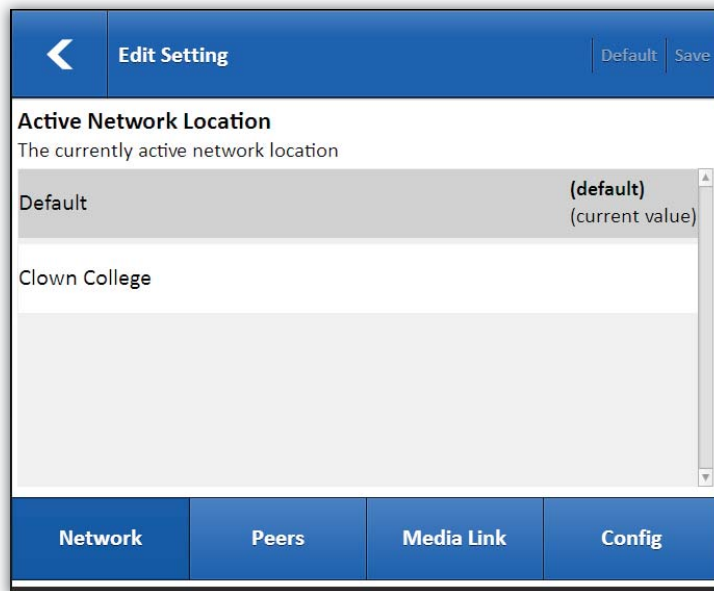 Edit Setting
Default
Save
Active Network Location
The currently active network location
Default
(default)
(current value)
Clown College
Network
Peers
Media Link
Config